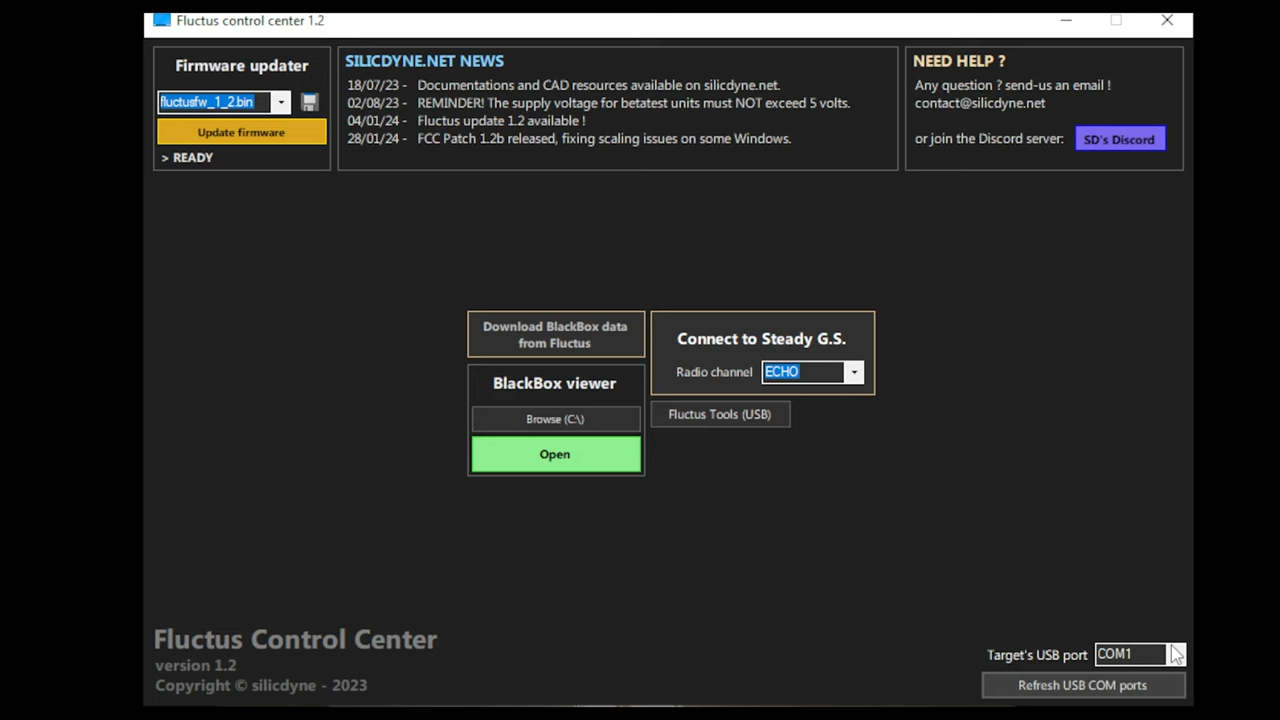 Fluctus control center 1.2
Firmware updater
fluctusfw_1_2.bin
Update firmware
> READY
SILICDYNE.NET NEWS
18/07/23 - Documentations and CAD resources available on silicdyne.net.
02/08/23 - REMINDER! The supply voltage for betatest units must NOT exceed 5 volts.
04/01/24 - Fluctus update 1.2 available !
28/01/24 - FCC Patch 1.2b released, fixing scaling issues on some Windows.
NEED HELP ?
Any question ? send-us an email !
contact@silicdyne.net
or join the Discord server: SD's Discord
Download BlackBox data
from Fluctus
BlackBox viewer
Browse (C:\)
Open
Connect to Steady G.S.
Radio channel ECHO
Fluctus Tools (USB)
Fluctus Control Center
version 1.2
Copyright © silicdyne - 2023
Target's USB port COM1
Refresh USB COM ports